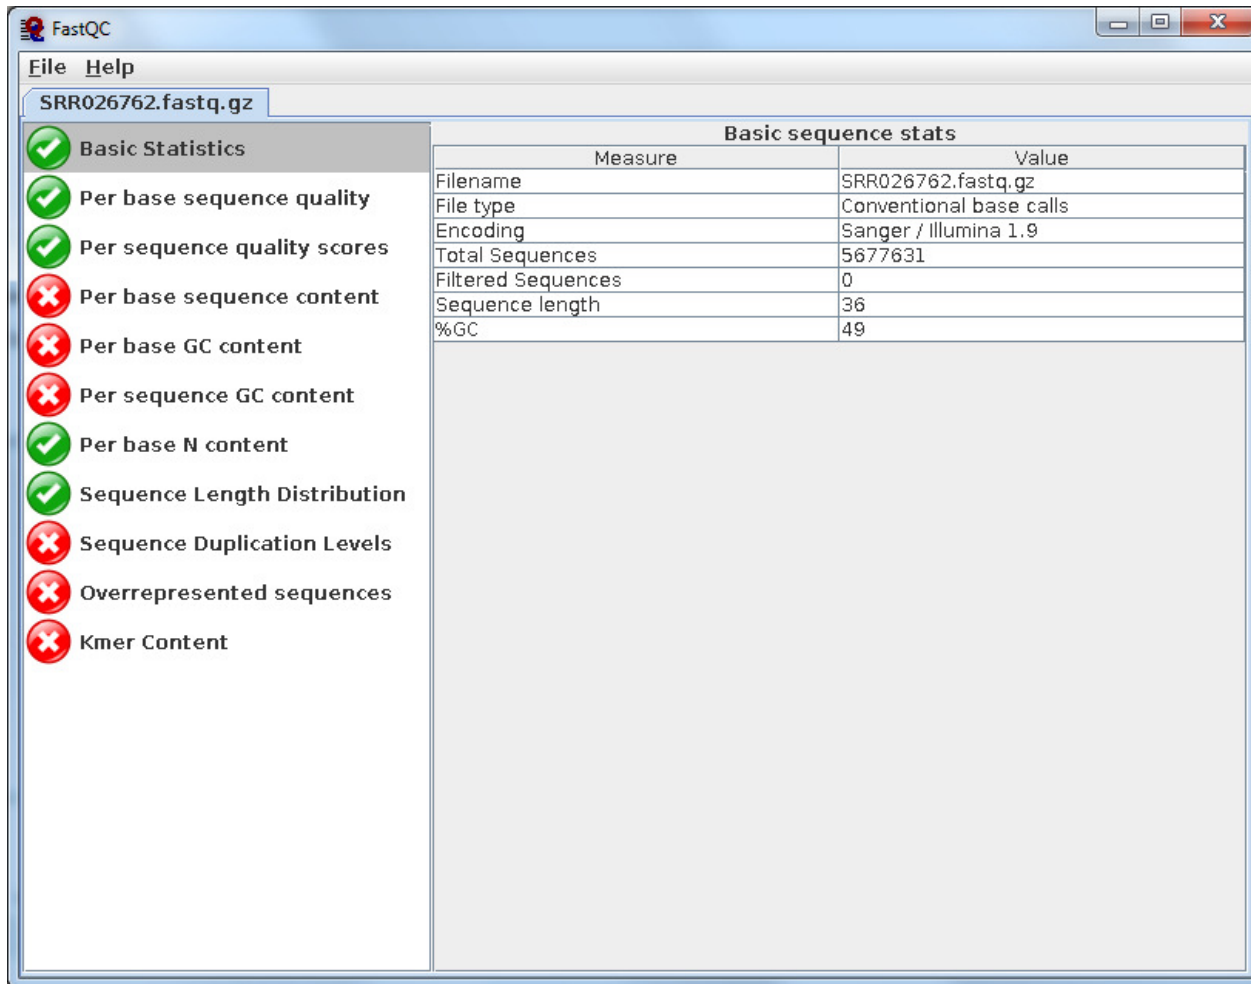 FastQC
File Help
SRR026762.fastq.gz
Basic Statistics
Per base sequence quality
Per sequence quality scores
Per base sequence content
Per base GC content
Per sequence GC content
Per base N content
Sequence Length Distribution
Sequence Duplication Levels
Overrepresented sequences
Kmer Content
Basic sequence stats
Measure Value
Filename SRR026762.fastq.gz
File type Conventional base calls
Encoding Sanger / Illumina 1.9
Total Sequences 5677631
Filtered Sequences 0
Sequence length 36
%GC 49